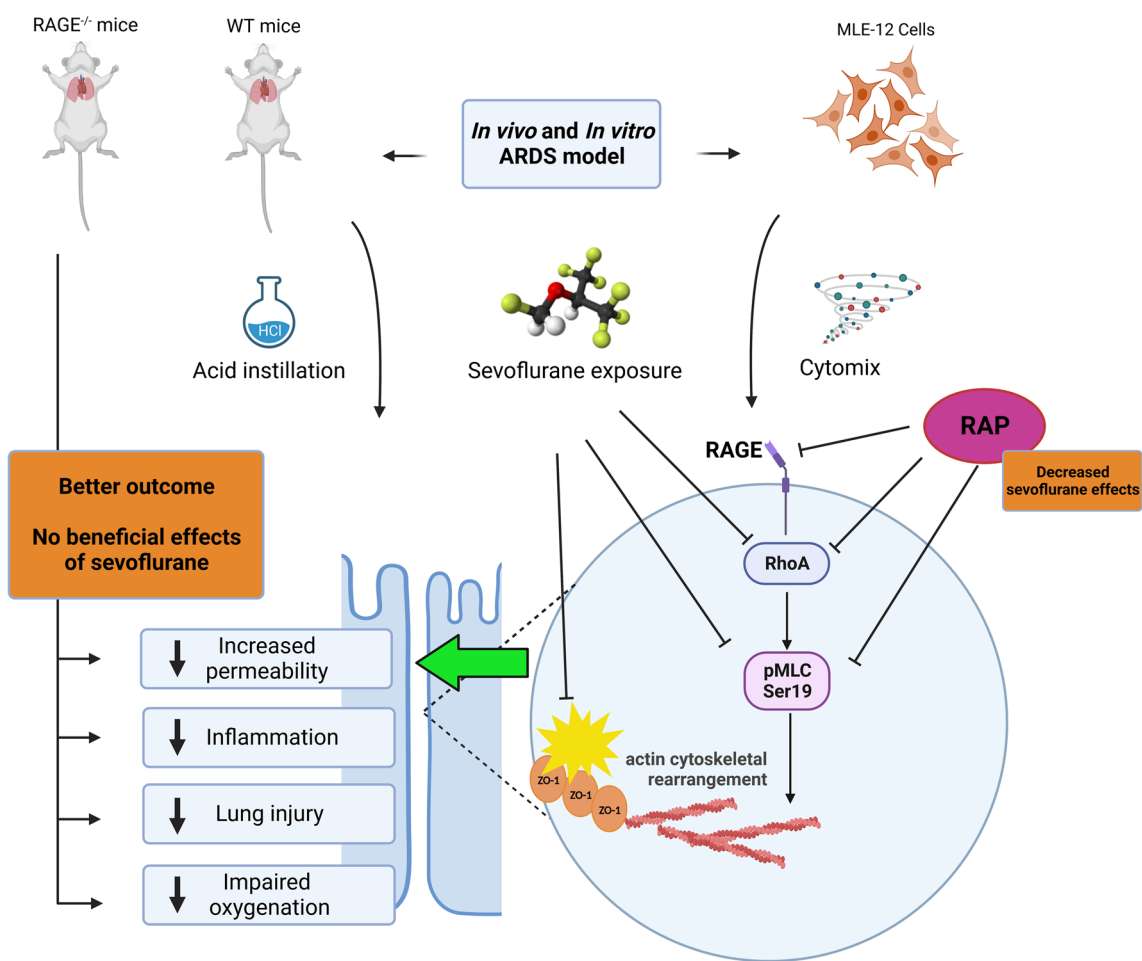 RAGE-/- mice
WT mice
MLE-12 Cells
In vivo and In vitro
ARDS model
HCl
Acid instillation
Sevoflurane exposure
Cytomix
RAP
Decreased
sevoflurane effects
RAGE
Better outcome
No beneficial effects
of sevoflurane
RhoA
pMLC
Ser19
Increased
permeability
Inflammation
Lung injury
Impaired
oxygenation
actin cytoskeletal
rearrangement
ZO-1
ZO-1
ZO-1